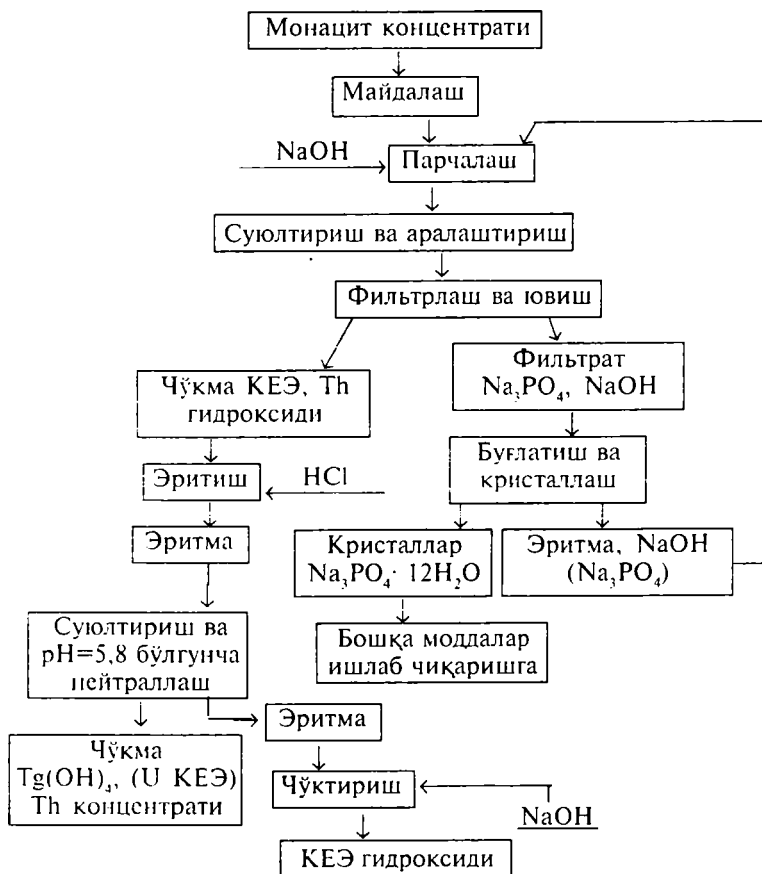 Монацит концентрати
Майдалаш
NaOH
Парчалаш
Суюлтириш ва аралаштириш
Фильтрлаш ва ювиш
Чўкма КЕЭ, Th
гидроксиди
Фильтрат
Na₃PO₄, NaOH
Эритиш
HCl
Буғлатиш ва
кристаллаш
Эритма
Кристаллар
Na₃PO₄· 12H₂O
Эритма, NaOH
(Na₃PO₄)
Суюлтириш ва
pH=5,8 бўлгунча
нейтраллаш
Бошқа моддалар
ишлаб чиқаришга
Эритма
Чўкма
Tg(OH)₄, (U КЕЭ)
Th концентрати
Чўктириш
NaOH
КЕЭ гидроксиди